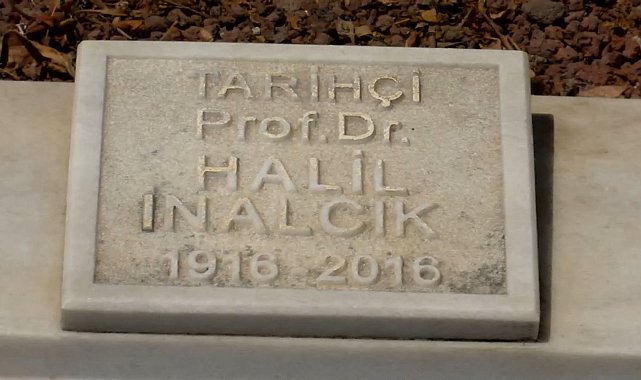 TARİHÇİ
Prof. Dr.
HALİL
İNALCIK
1916 - 2016